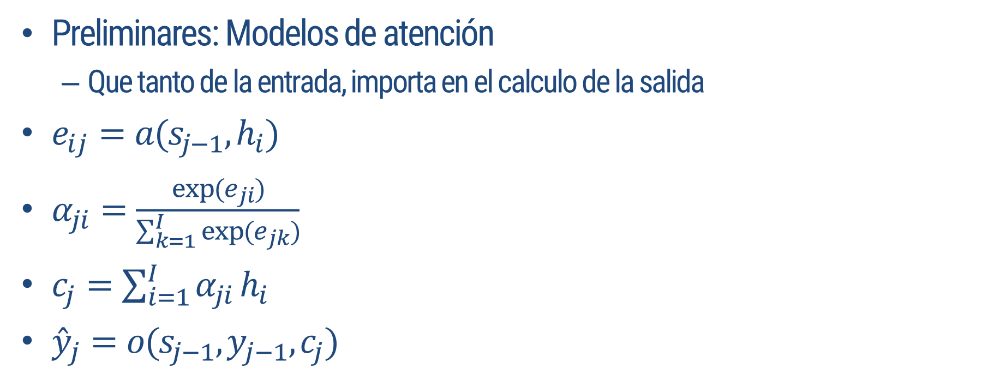 • Preliminares: Modelos de atención
– Que tanto de la entrada, importa en el calculo de la salida
• $e_{ij} = a(s_{j-1}, h_i)$
• $\alpha_{ji} = \frac{\exp(e_{ji})}{\sum_{k=1}^{I} \exp(e_{jk})}$
• $c_j = \sum_{i=1}^{I} \alpha_{ji} h_i$
• $\hat{y}_j = o(s_{j-1}, y_{j-1}, c_j)$